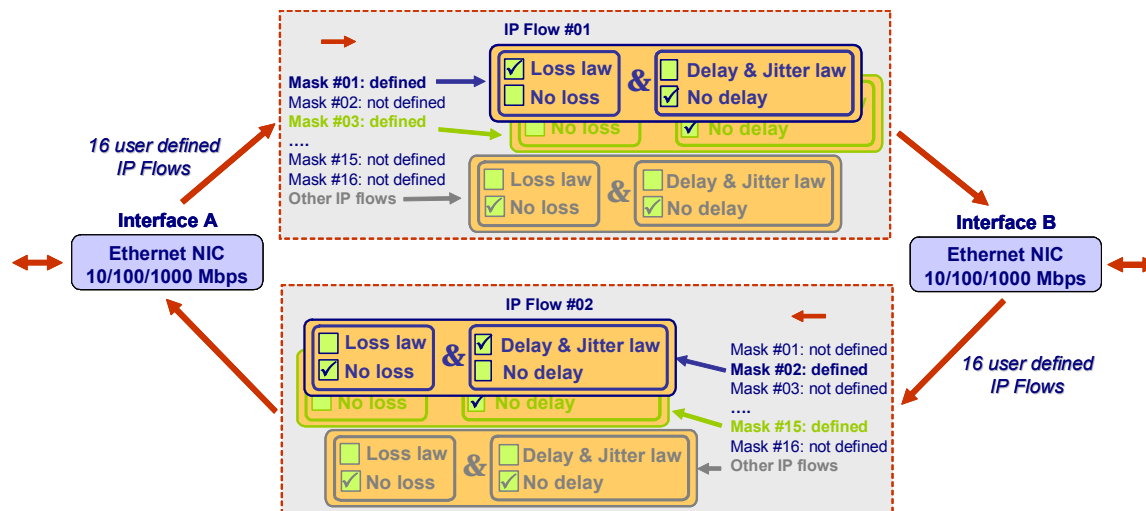 IP Flow #01
Mask #01: defined
Mask #02: not defined
Mask #03: defined
....
Mask #15: not defined
Mask #16: not defined
Other IP flows
Loss law
No loss
&
Delay & Jitter law
No delay
No loss
No delay
Loss law
No loss
&
Delay & Jitter law
No delay
16 user defined
IP Flows
Interface A
Ethernet NIC
10/100/1000 Mbps
Interface B
Ethernet NIC
10/100/1000 Mbps
IP Flow #02
Loss law
No loss
&
Delay & Jitter law
No delay
No loss
No delay
Loss law
No loss
&
Delay & Jitter law
No delay
Mask #01: not defined
Mask #02: defined
Mask #03: not defined
....
Mask #15: defined
Mask #16: not defined
Other IP flows
16 user defined
IP Flows